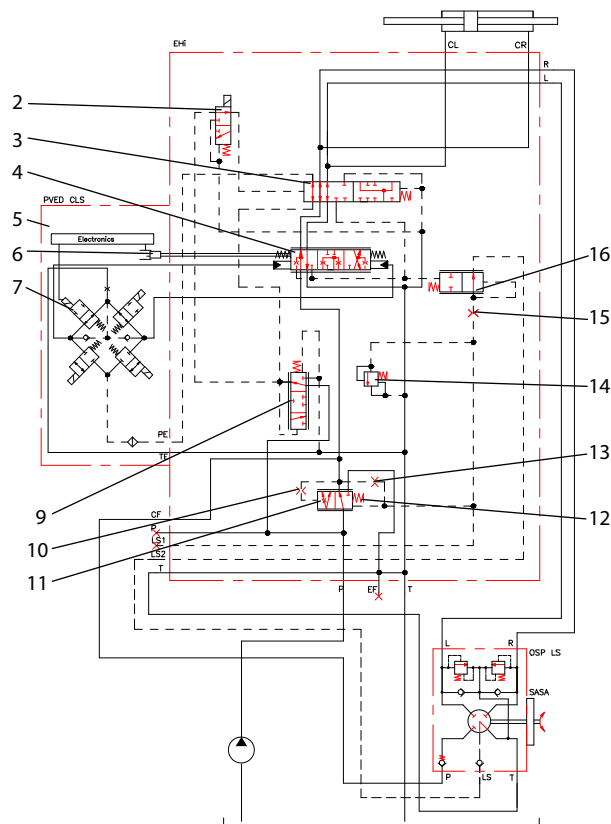 EHi
CL
CR
R
L
2
3
4
PVED CLS
5
Electronics
6
7
16
15
14
PE
TF
9
13
10
12
11
CF
P
LS1
LS2
T
P
EF
T
L
R
OSP LS
SASA
P
LS
T